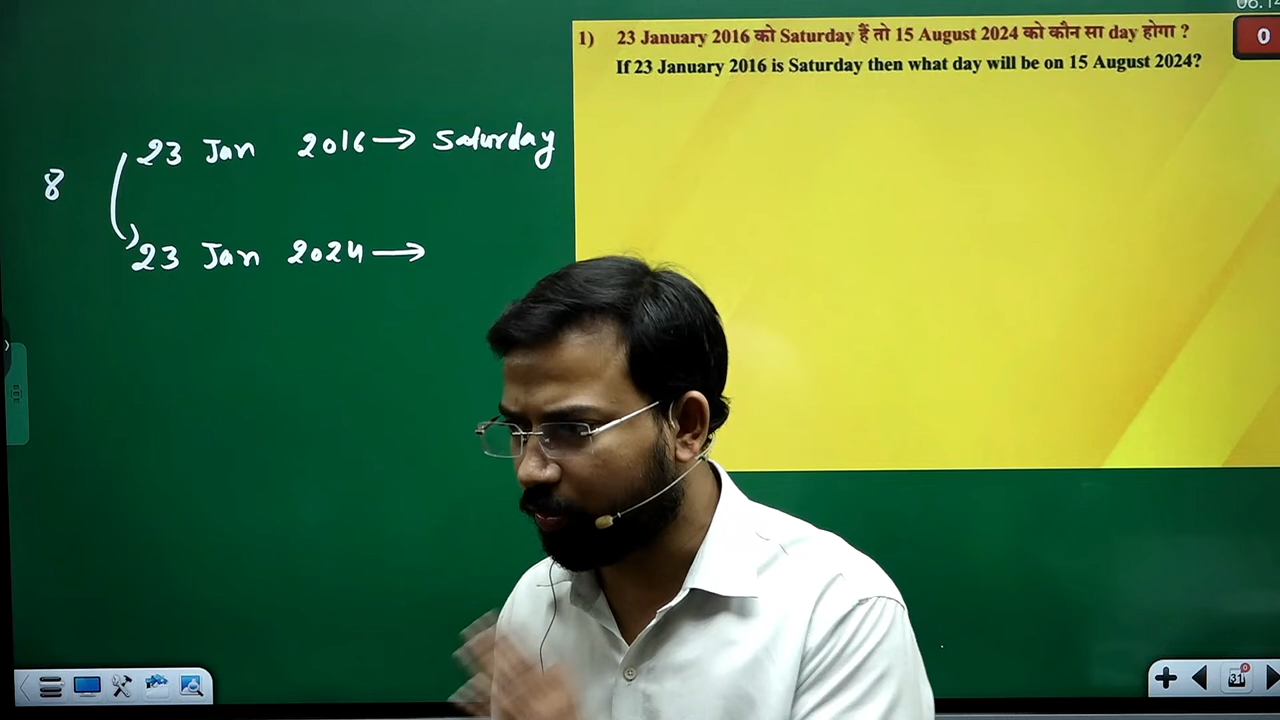 1) 23 January 2016 को Saturday हैं तो 15 August 2024 को कौन सा day होगा ?
If 23 January 2016 is Saturday then what day will be on 15 August 2024?
0
23 Jan 2016 → Saturday
8
23 Jan 2024 →
31